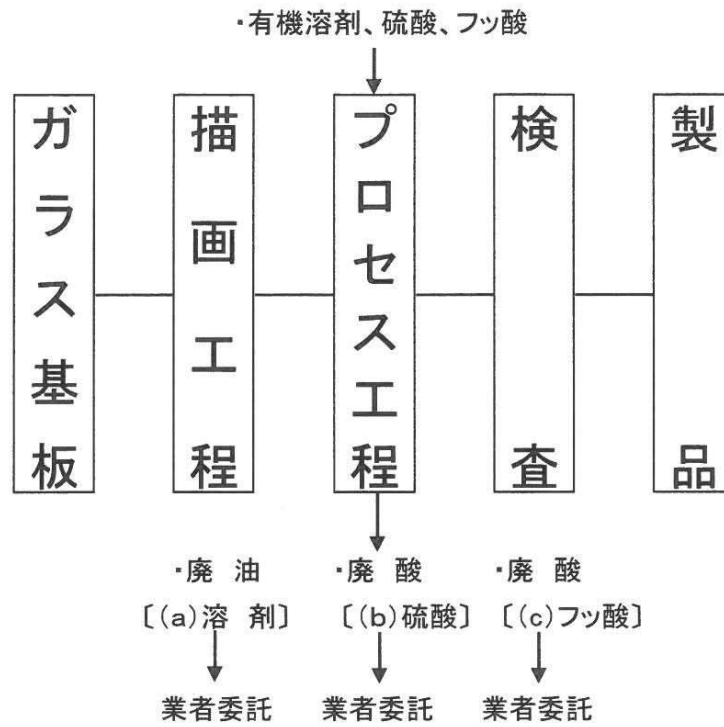 ・有機溶剤、硫酸、フッ酸
ガラス基板
描画工程
プロセス工程
検査
製品
・廃 油 ・廃 酸 ・廃 酸
〔(a)溶 剤〕 〔(b)硫酸〕 〔(c)フッ酸〕
業者委託 業者委託 業者委託